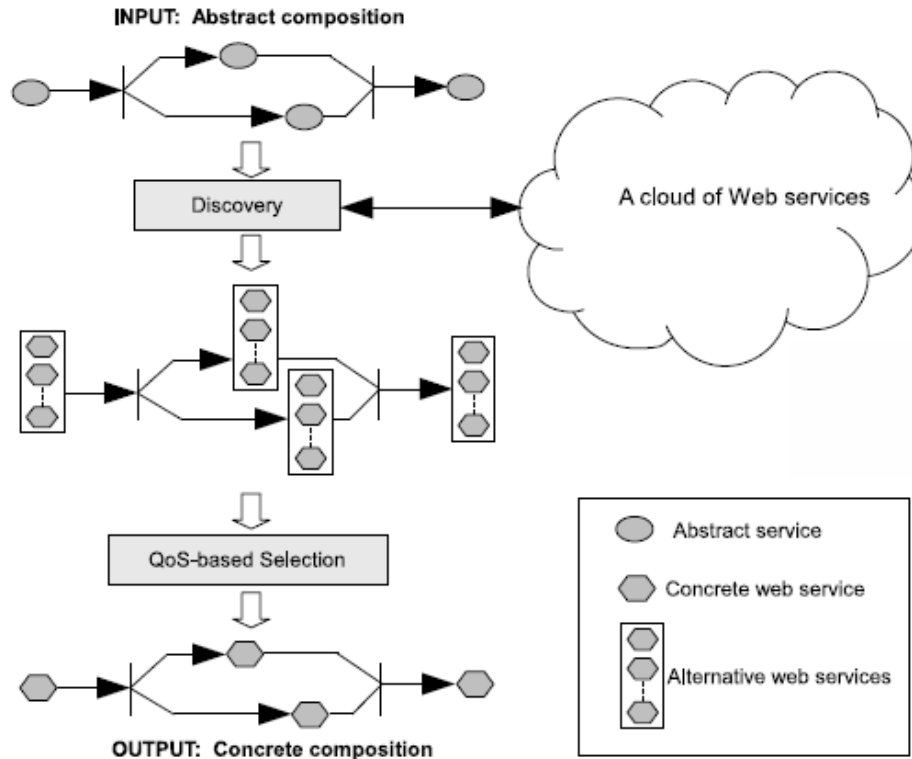 INPUT: Abstract composition
Discovery
A cloud of Web services
QoS-based Selection
OUTPUT: Concrete composition
Abstract service
Concrete web service
Alternative web services